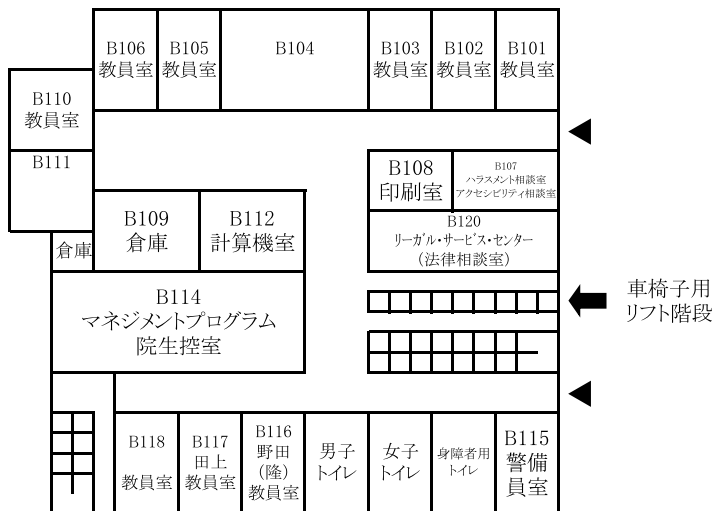 B106
教員室
B105
教員室
B104
B103
教員室
B102
教員室
B101
教員室
B110
教員室
B111
B108
印刷室
B107
ハラスメント相談室
アクセシビリティ相談室
B109
倉庫
B112
計算機室
B120
リーガル・サービス・センター
(法律相談室)
倉庫
B114
マネジメントプログラム
院生控室
車椅子用
リフト階段
B118
教員室
B117
田上
教員室
B116
野田
(隆)
教員室
男子
トイレ
女子
トイレ
身障者用
トイレ
B115
警備
員室